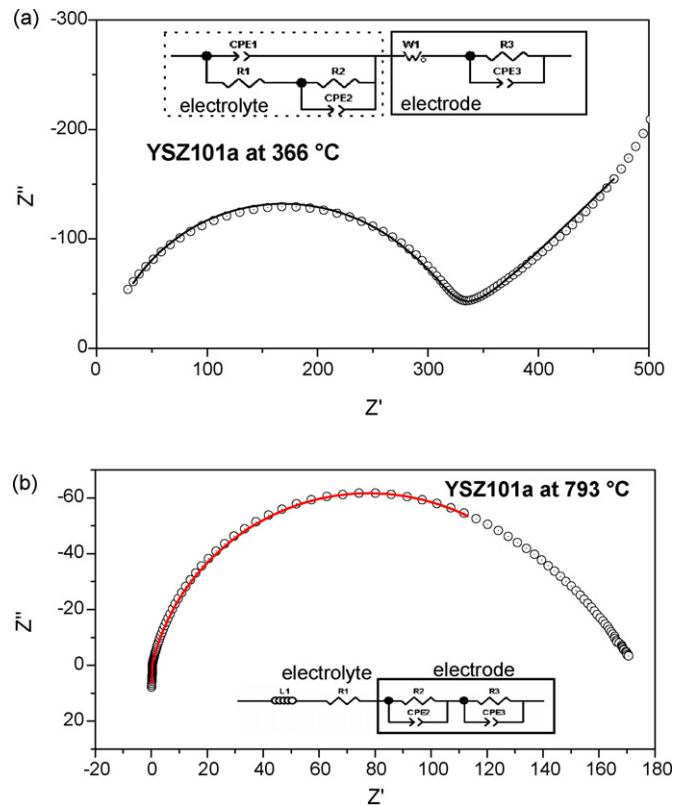 (a)
-300
-200
-100
0
Z''
CPE1
R1
R2
CPE2
electrolyte
W1
R3
CPE3
electrode
YSZ101a at 366 °C
0 100 200 300 400 500
Z'
(b)
-60
-40
-20
0
20
Z''
YSZ101a at 793 °C
electrolyte
electrode
L1
R1
R2
CPE2
R3
CPE3
-20 0 20 40 60 80 100 120 140 160 180
Z'